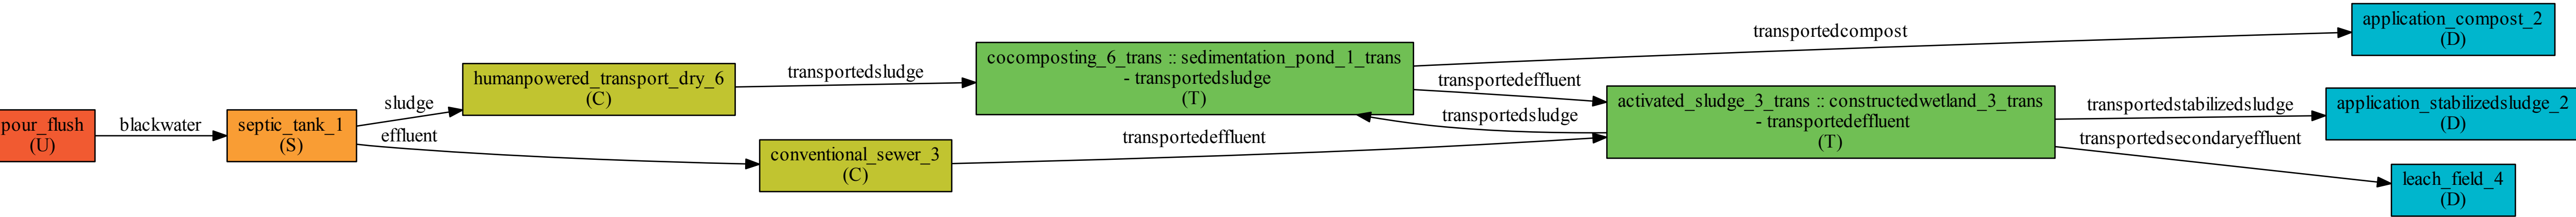 pour_flush
(U)
blackwater
septic_tank_1
(S)
sludge
effluent
humanpowered_transport_dry_6
(C)
conventional_sewer_3
(C)
transportedsludge
transportedeffluent
cocomposting_6_trans :: sedimentation_pond_1_trans
- transportedsludge
(T)
transportedcompost
transportedeffluent
transportedsludge
activated_sludge_3_trans :: constructedwetland_3_trans
- transportedeffluent
(T)
transportedstabilizedsludge
transportedsecondaryeffluent
application_compost_2
(D)
application_stabilizedsludge_2
(D)
leach_field_4
(D)